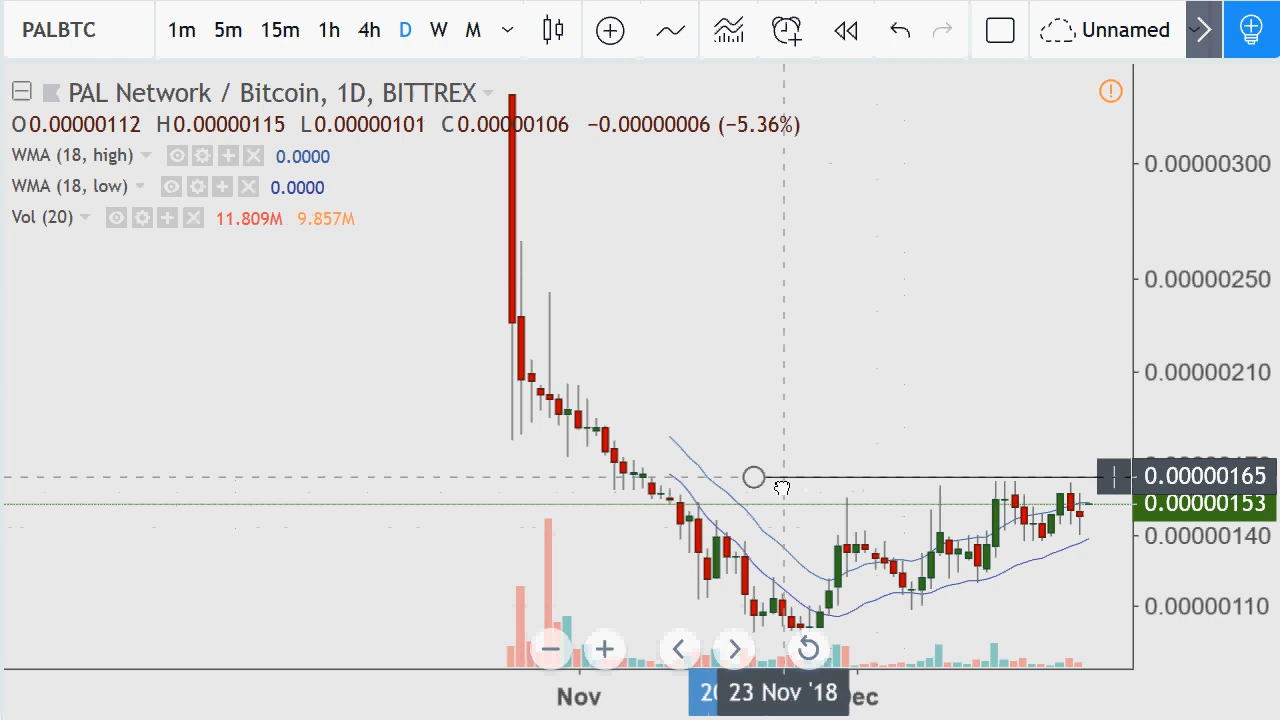 PALBTC 1m 5m 15m 1h 4h D W M Unnamed
PAL Network / Bitcoin, 1D, BITTREX
O0.00000112 H0.00000115 L0.00000101 C0.00000106 −0.00000006 (−5.36%)
WMA (18, high) 0.0000
WMA (18, low) 0.0000
Vol (20) 11.809M 9.857M
0.00000300
0.00000250
0.00000210
0.00000165
0.00000153
0.00000140
0.00000110
Nov 23 Nov '18